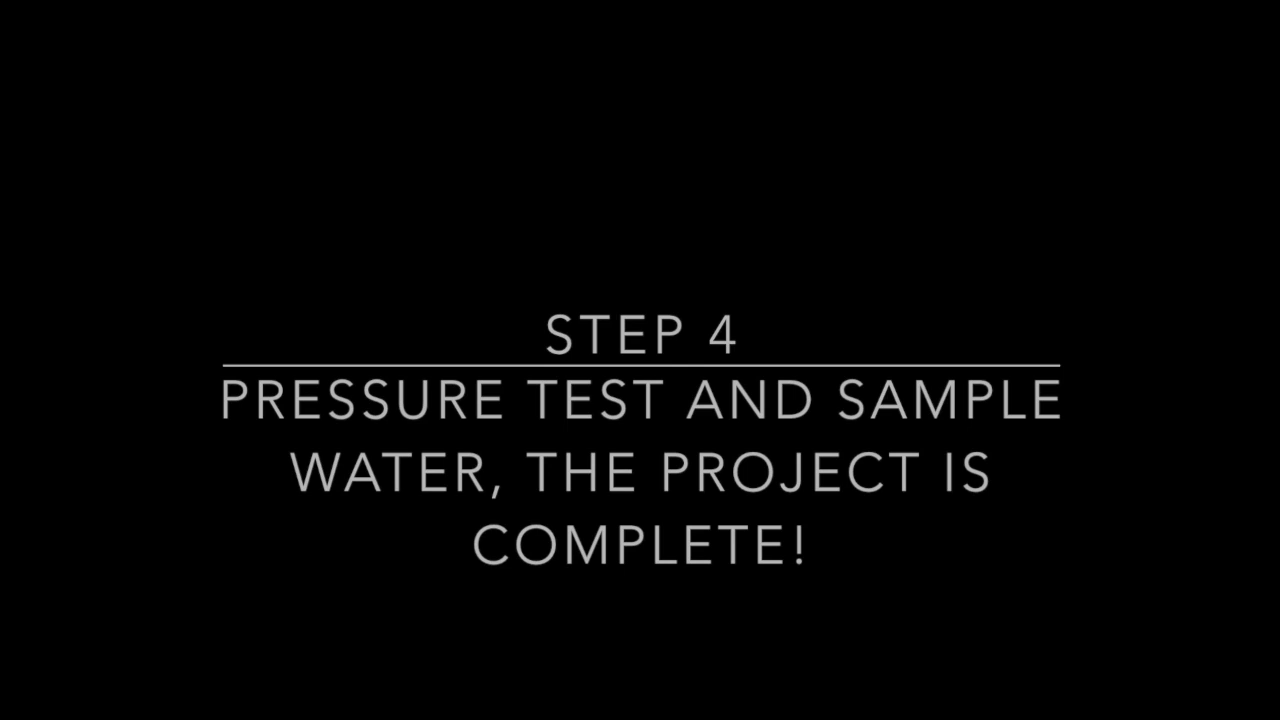 STEP 4
PRESSURE TEST AND SAMPLE
WATER, THE PROJECT IS
COMPLETE!